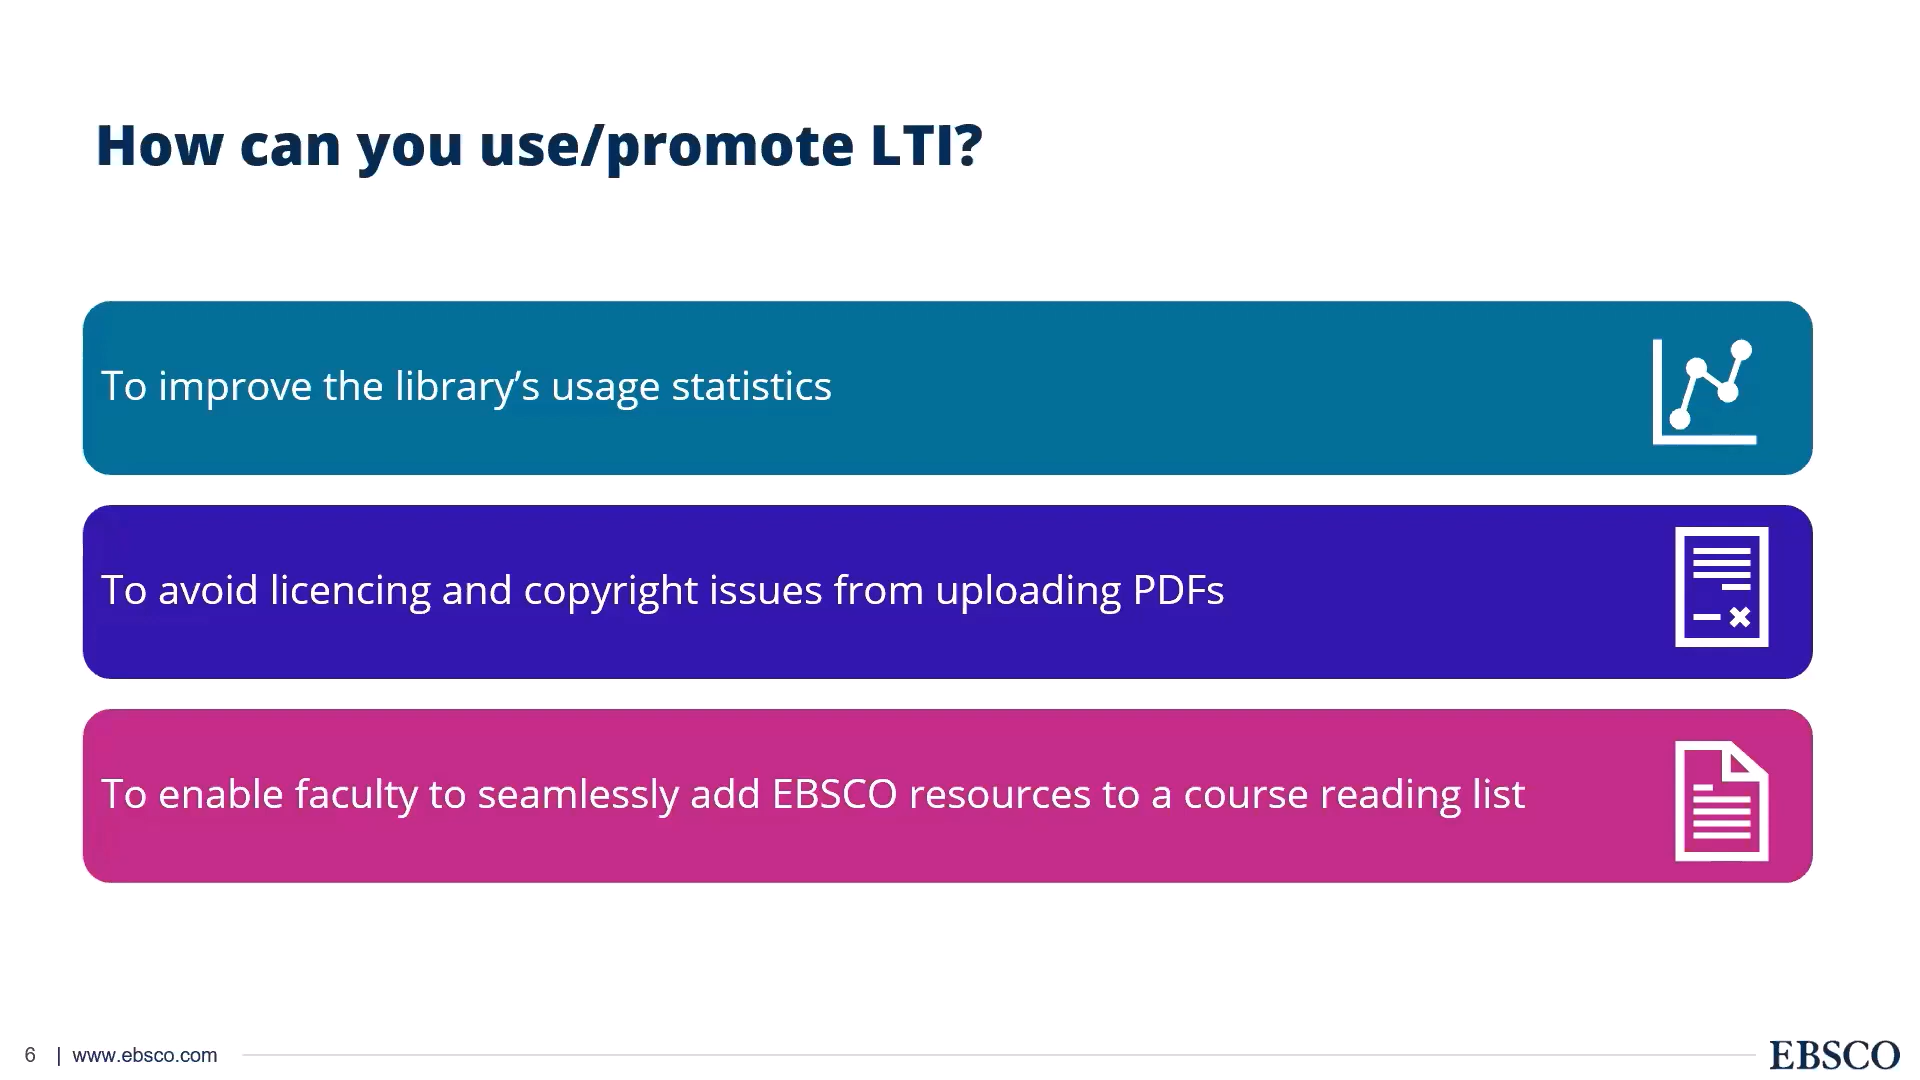 How can you use/promote LTI?
To improve the library’s usage statistics
To avoid licencing and copyright issues from uploading PDFs
To enable faculty to seamlessly add EBSCO resources to a course reading list
6 | www.ebsco.com
EBSCO